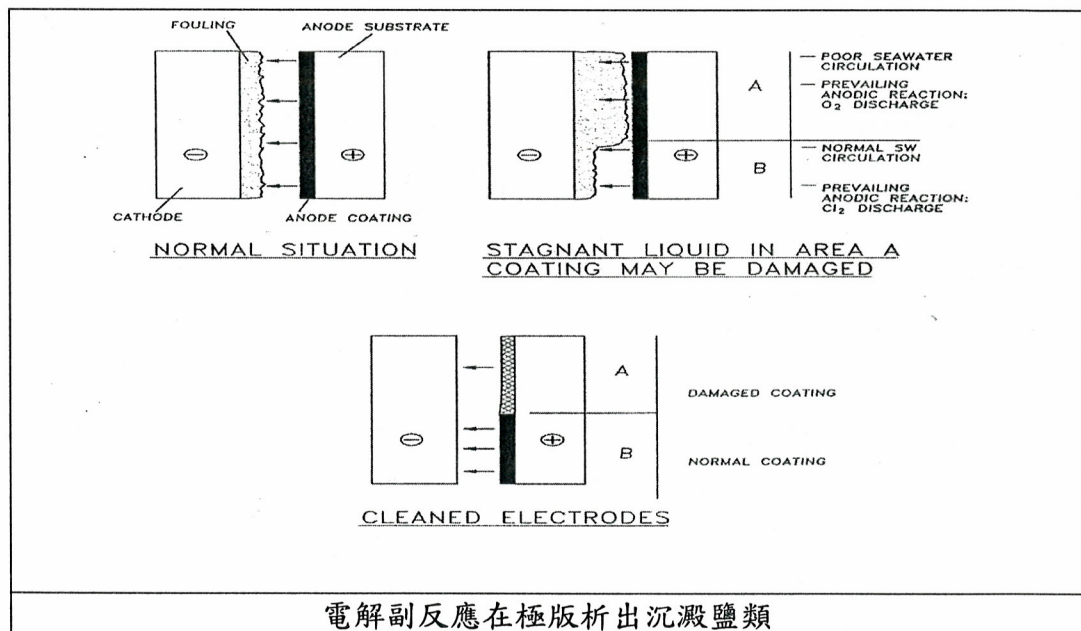 FOULING
ANODE SUBSTRATE
CATHODE
ANODE COATING
NORMAL SITUATION
A
B
POOR SEAWATER
CIRCULATION
PREVAILING
ANODIC REACTION:
O₂ DISCHARGE
NORMAL SW
CIRCULATION
PREVAILING
ANODIC REACTION:
Cl₂ DISCHARGE
STAGNANT LIQUID IN AREA A
COATING MAY BE DAMAGED
A
B
DAMAGED COATING
NORMAL COATING
CLEANED ELECTRODES
電解副反應在極版析出沉澱鹽類